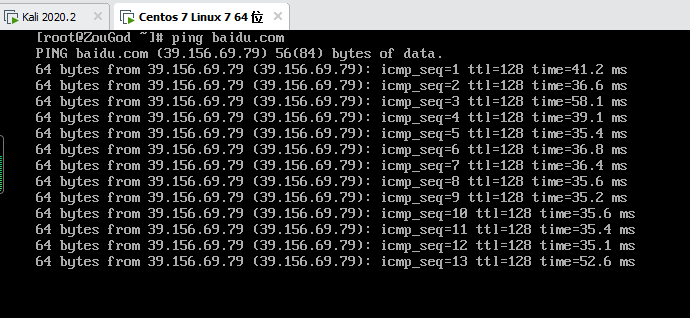 Kali 2020.2 × Centos 7 Linux 7 64 位 ×
[root@ZouGod ~]# ping baidu.com
PING baidu.com (39.156.69.79) 56(84) bytes of data.
64 bytes from 39.156.69.79 (39.156.69.79): icmp_seq=1 ttl=128 time=41.2 ms
64 bytes from 39.156.69.79 (39.156.69.79): icmp_seq=2 ttl=128 time=36.6 ms
64 bytes from 39.156.69.79 (39.156.69.79): icmp_seq=3 ttl=128 time=58.1 ms
64 bytes from 39.156.69.79 (39.156.69.79): icmp_seq=4 ttl=128 time=39.1 ms
64 bytes from 39.156.69.79 (39.156.69.79): icmp_seq=5 ttl=128 time=35.4 ms
64 bytes from 39.156.69.79 (39.156.69.79): icmp_seq=6 ttl=128 time=36.8 ms
64 bytes from 39.156.69.79 (39.156.69.79): icmp_seq=7 ttl=128 time=36.4 ms
64 bytes from 39.156.69.79 (39.156.69.79): icmp_seq=8 ttl=128 time=35.6 ms
64 bytes from 39.156.69.79 (39.156.69.79): icmp_seq=9 ttl=128 time=35.2 ms
64 bytes from 39.156.69.79 (39.156.69.79): icmp_seq=10 ttl=128 time=35.6 ms
64 bytes from 39.156.69.79 (39.156.69.79): icmp_seq=11 ttl=128 time=35.4 ms
64 bytes from 39.156.69.79 (39.156.69.79): icmp_seq=12 ttl=128 time=35.1 ms
64 bytes from 39.156.69.79 (39.156.69.79): icmp_seq=13 ttl=128 time=52.6 ms